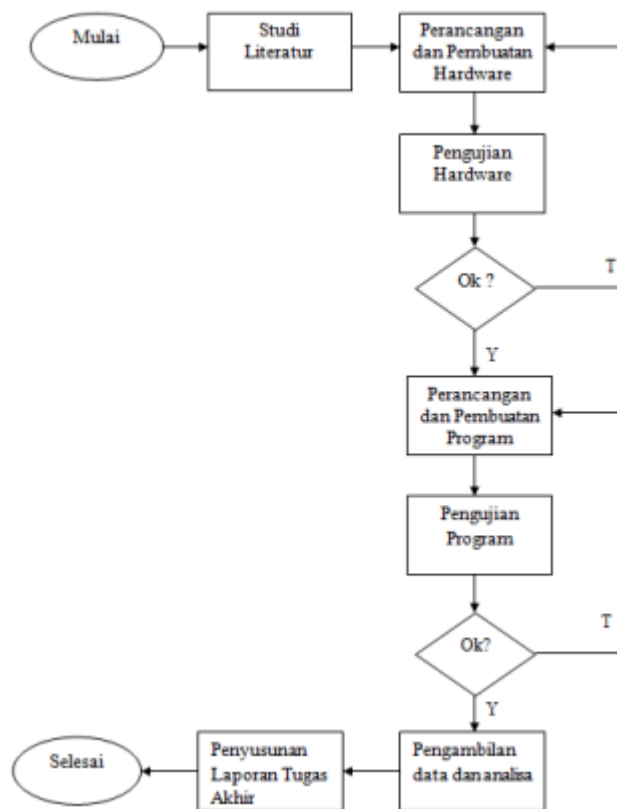 Mulai
Studi
Literatur
Perancangan
dan Pembuatan
Hardware
Pengujian
Hardware
Ok ?
T
Y
Perancangan
dan Pembuatan
Program
Pengujian
Program
Ok?
T
Y
Pengambilan
data dan analisa
Penyusunan
Laporan Tugas
Akhir
Selesai